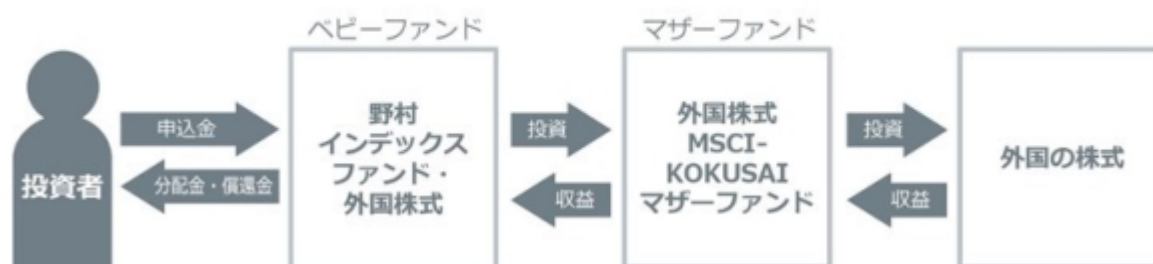 ベビーファンド
マザーファンド
投資者
申込金
分配金・償還金
野村
インデックス
ファンド・
外国株式
投資
収益
外国株式
MSCI-
KOKUSAI
マザーファンド
投資
収益
外国の株式